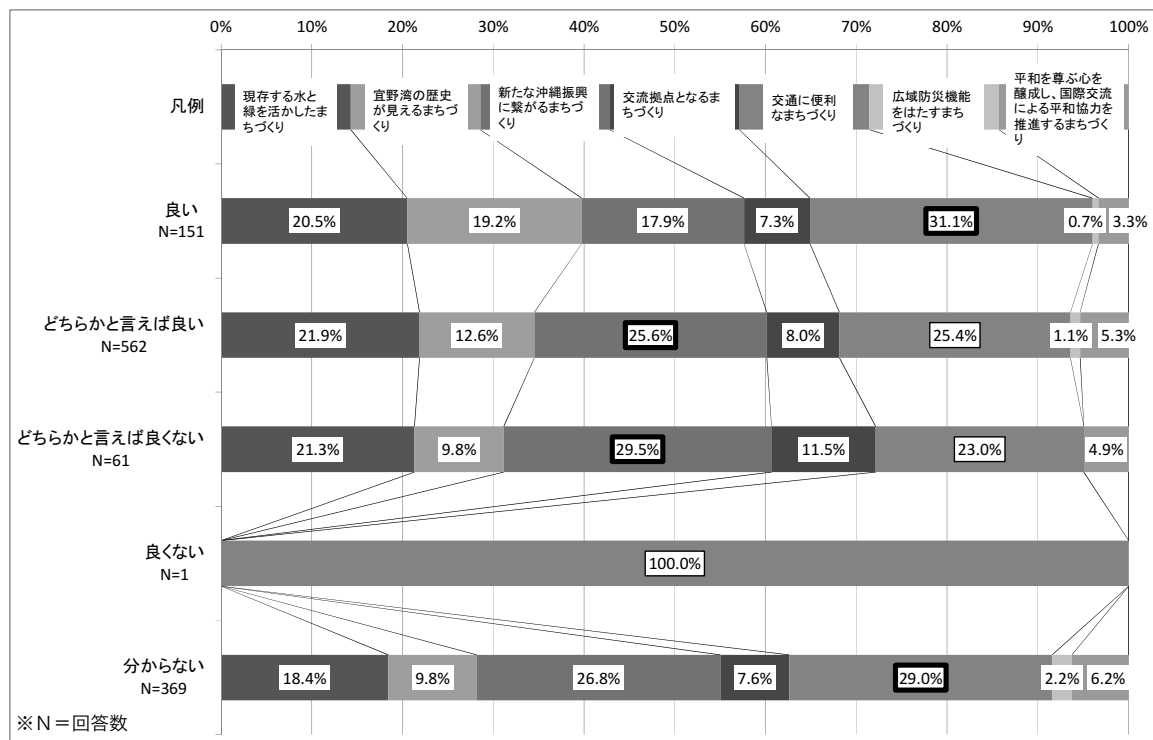 0% 10% 20% 30% 40% 50% 60% 70% 80% 90% 100%
凡例
現存する水と
緑を活かしたま
ちづくり
宜野湾の歴史
が見えるまちづ
くり
新たな沖縄振興
に繋がるまちづ
くり
交流拠点となるま
ちづくり
交通に便利
なまちづくり
広域防災機能
をはたすまち
づくり
平和を尊ぶ心を
醸成し、国際交流
による平和協力を
推進するまちづく
り
良い
N=151
20.5% 19.2% 17.9% 7.3% 31.1% 0.7% 3.3%
どちらかと言えば良い
N=562
21.9% 12.6% 25.6% 8.0% 25.4% 1.1% 5.3%
どちらかと言えば良くない
N=61
21.3% 9.8% 29.5% 11.5% 23.0% 4.9%
良くない
N=1
100.0%
分からない
N=369
18.4% 9.8% 26.8% 7.6% 29.0% 2.2% 6.2%
※N＝回答数